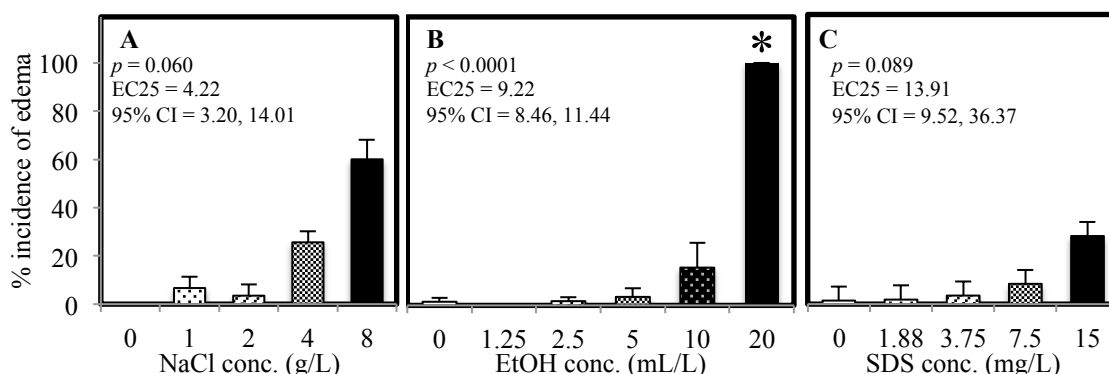 A
p = 0.060
EC25 = 4.22
95% CI = 3.20, 14.01
B
*
p < 0.0001
EC25 = 9.22
95% CI = 8.46, 11.44
C
p = 0.089
EC25 = 13.91
95% CI = 9.52, 36.37
% incidence of edema
100
80
60
40
20
0
0 1 2 4 8
NaCl conc. (g/L)
0 1.25 2.5 5 10 20
EtOH conc. (mL/L)
0 1.88 3.75 7.5 15
SDS conc. (mg/L)